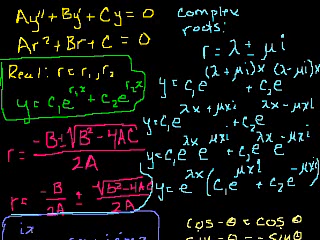 Ay'' + By' + Cy = 0
Ar² + Br + C = 0
Real: r = r₁, r₂
y = c₁e^(r₁x) + c₂e^(r₂x)
r = (-B ± √(B² - 4AC)) / 2A
r = -B/2A ± √(B² - 4AC)/2A
ix
complex
roots:
r = λ ± μi
y = c₁e^((λ + μi)x) + c₂e^((λ - μi)x)
y = c₁e^(λx + μxi) + c₂e^(λx - μxi)
y = c₁e^(λx) e^(μxi) + c₂e^(λx) e^(-μxi)
y = e^(λx) (c₁e^(μxi) + c₂e^(-μxi))
cos -θ = cos θ